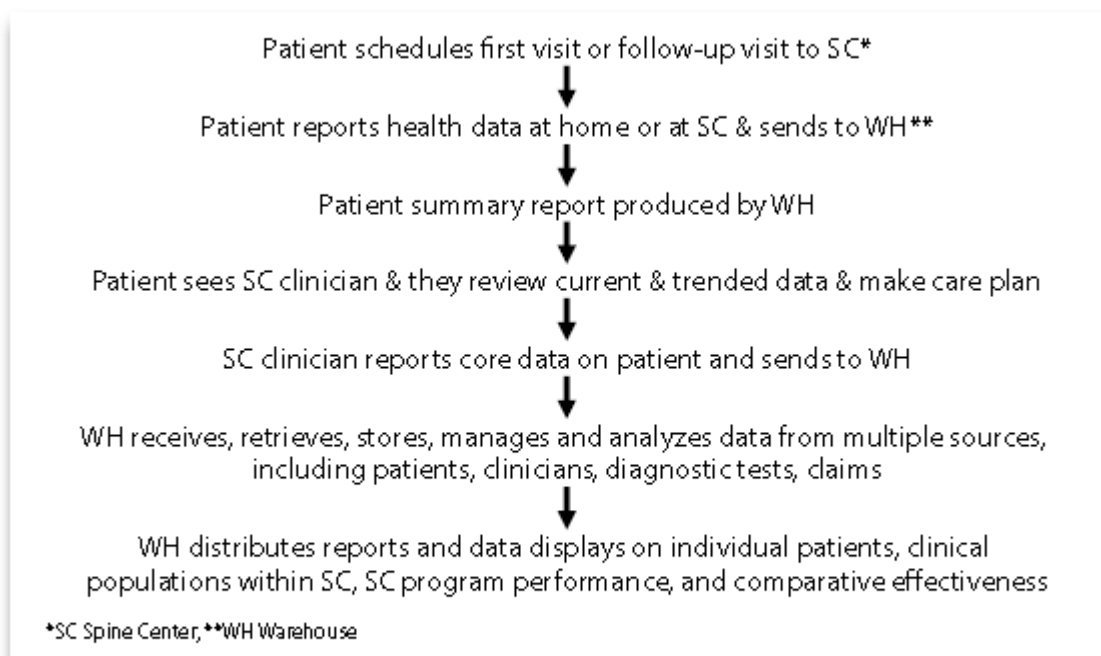 Patient schedules first visit or follow-up visit to SC*
Patient reports health data at home or at SC & sends to WH**
Patient summary report produced by WH
Patient sees SC clinician & they review current & trended data & make care plan
SC clinician reports core data on patient and sends to WH
WH receives, retrieves, stores, manages and analyzes data from multiple sources,
including patients, clinicians, diagnostic tests, claims
WH distributes reports and data displays on individual patients, clinical
populations within SC, SC program performance, and comparative effectiveness
*SC Spine Center, **WH Warehouse